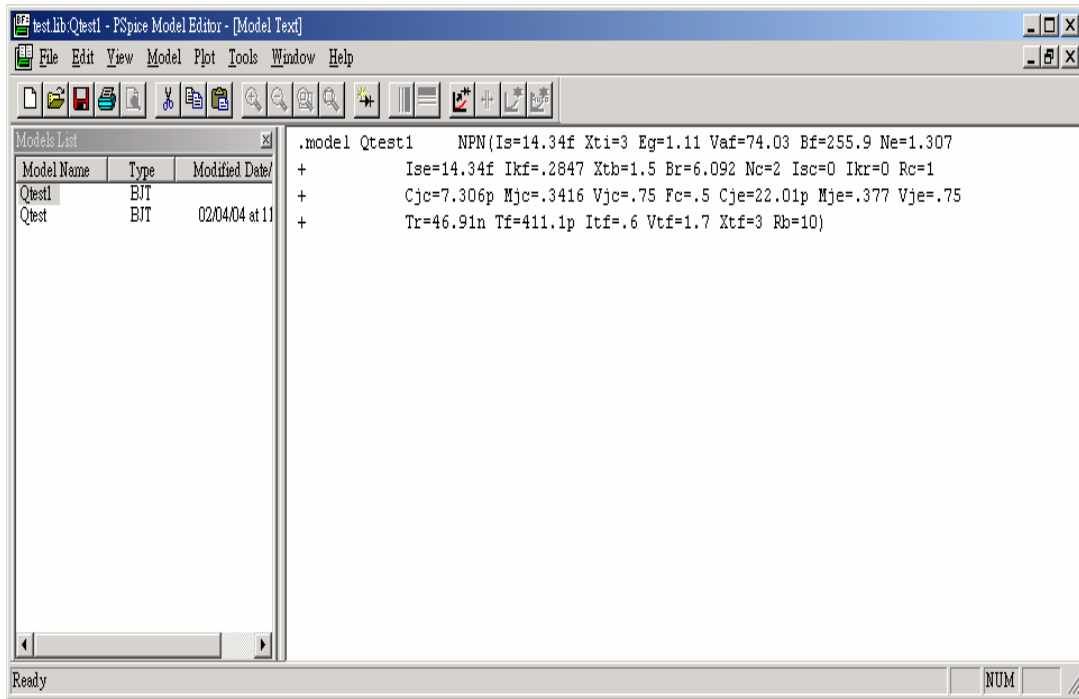 test.lib:Qtest1 - PSpice Model Editor - [Model Text]
File Edit View Model Plot Tools Window Help
Models List
Model Name Type Modified Date/
Qtest1 BJT
Qtest BJT 02/04/04 at 11
.model Qtest1 NPN(Is=14.34f Xti=3 Eg=1.11 Vaf=74.03 Bf=255.9 Ne=1.307
+ Ise=14.34f Ikf=.2847 Xtb=1.5 Br=6.092 Nc=2 Isc=0 Ikr=0 Rc=1
+ Cjc=7.306p Mjc=.3416 Vjc=.75 Fc=.5 Cje=22.01p Mje=.377 Vje=.75
+ Tr=46.91n Tf=411.1p Itf=.6 Vtf=1.7 Xtf=3 Rb=10)
Ready
NUM